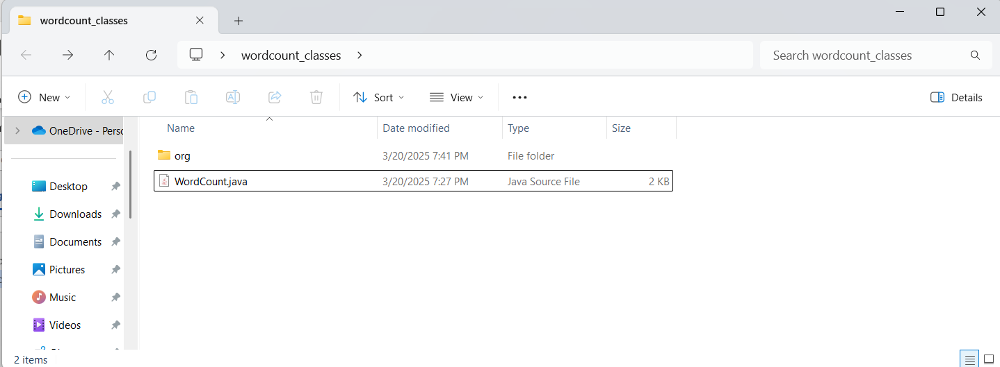 wordcount_classes
wordcount_classes
Search wordcount_classes
New
Sort
View
Details
OneDrive - Perso
Name
Date modified
Type
Size
org
3/20/2025 7:41 PM
File folder
WordCount.java
3/20/2025 7:27 PM
Java Source File
2 KB
Desktop
Downloads
Documents
Pictures
Music
Videos
2 items